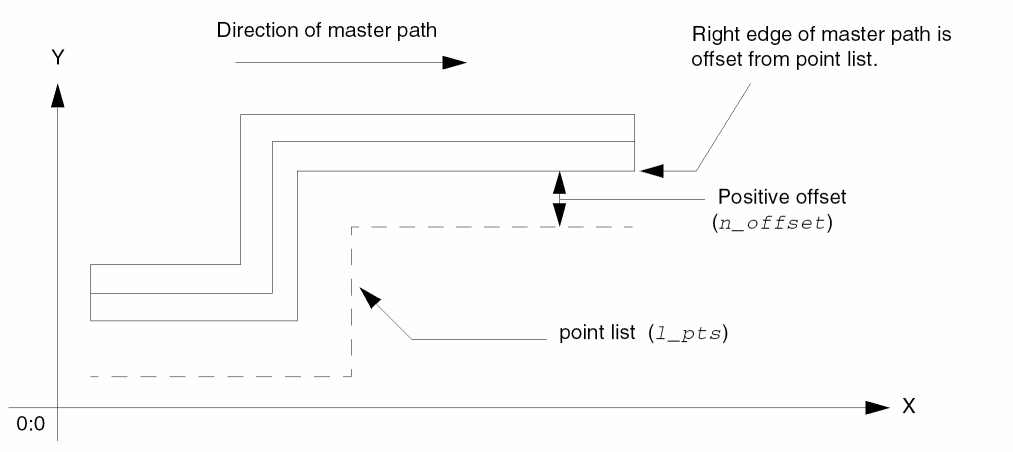 Direction of master path
Right edge of master path is
offset from point list.
Y
Positive offset
(n_offset)
point list (l_pts)
X
0:0